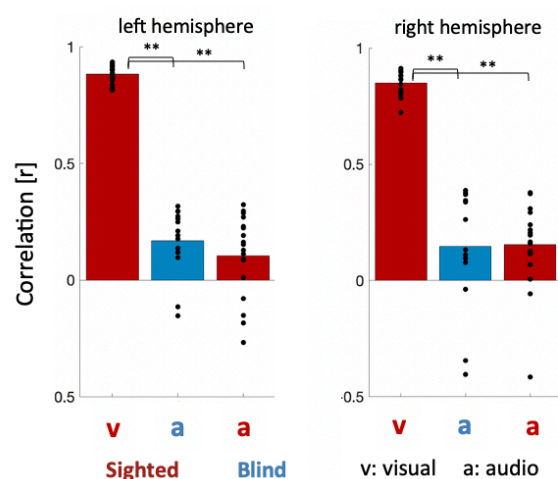 left hemisphere
right hemisphere
Correlation [r]
1
0.5
0
0.5
** **
v a a
1
0.5
0
-0.5
** **
v a a
Sighted Blind v: visual a: audio